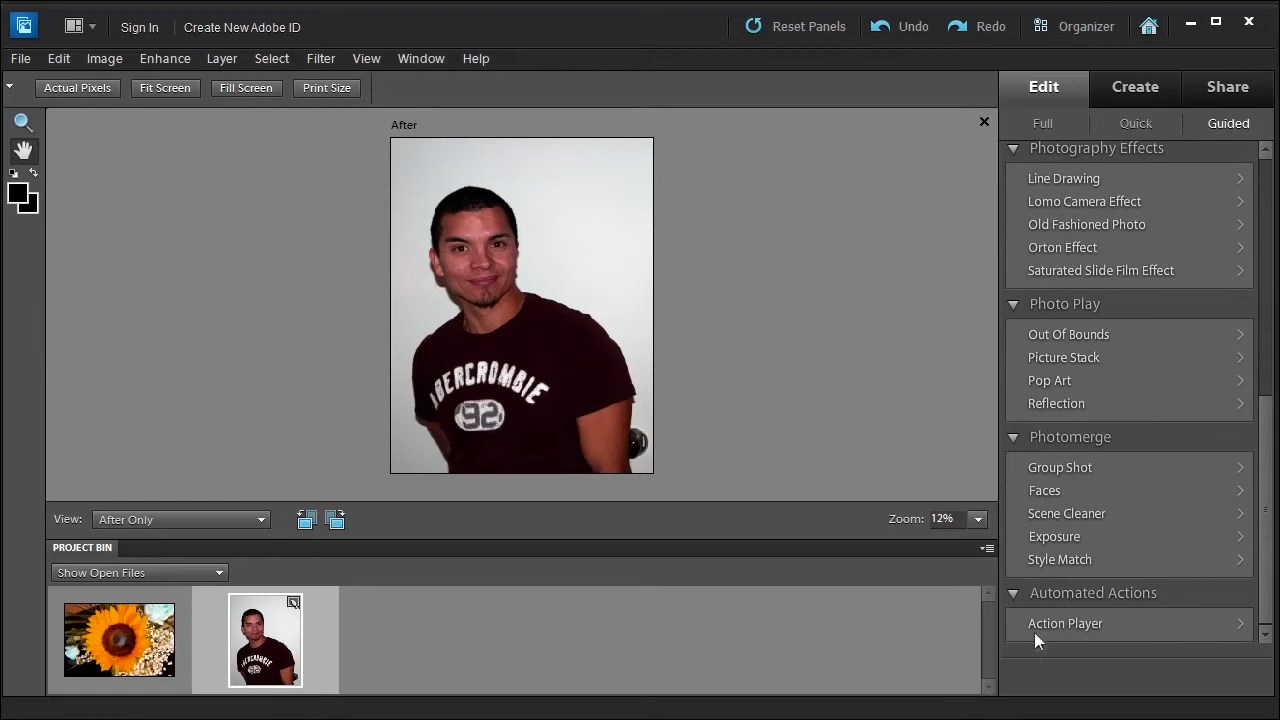 Sign In
Create New Adobe ID
Reset Panels
Undo
Redo
Organizer
File Edit Image Enhance Layer Select Filter View Window Help
Actual Pixels
Fit Screen
Fill Screen
Print Size
Edit
Create
Share
Full
Quick
Guided
After
ABERCROMBIE
92
Photography Effects
Line Drawing
Lomo Camera Effect
Old Fashioned Photo
Orton Effect
Saturated Slide Film Effect
Photo Play
Out Of Bounds
Picture Stack
Pop Art
Reflection
Photomerge
Group Shot
Faces
Scene Cleaner
Exposure
Style Match
Automated Actions
Action Player
View: After Only
Zoom: 12%
PROJECT BIN
Show Open Files